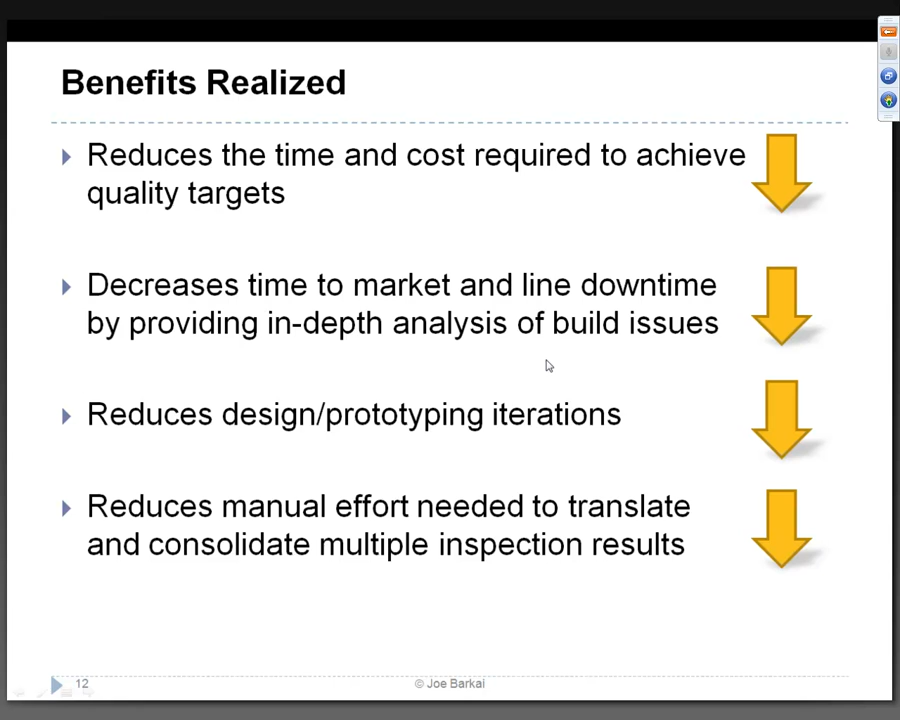 Benefits Realized
Reduces the time and cost required to achieve
quality targets
Decreases time to market and line downtime
by providing in-depth analysis of build issues
Reduces design/prototyping iterations
Reduces manual effort needed to translate
and consolidate multiple inspection results
12
© Joe Barkai